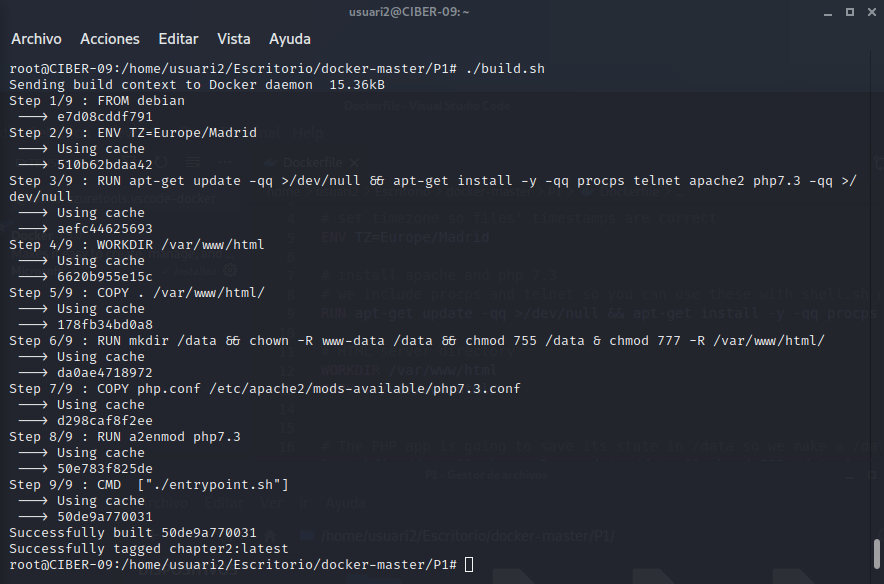 usuari2@CIBER-09: ~
Archivo Acciones Editar Vista Ayuda
root@CIBER-09:/home/usuari2/Escritorio/docker-master/P1# ./build.sh
Sending build context to Docker daemon  15.36kB
Step 1/9 : FROM debian
 ---> e7d08cddf791
Step 2/9 : ENV TZ=Europe/Madrid
 ---> Using cache
 ---> 510b62bdaa42
Step 3/9 : RUN apt-get update -qq >/dev/null && apt-get install -y -qq procps telnet apache2 php7.3 -qq >/
dev/null
 ---> Using cache
 ---> aefc44625693
Step 4/9 : WORKDIR /var/www/html
 ---> Using cache
 ---> 6620b955e15c
Step 5/9 : COPY . /var/www/html/
 ---> Using cache
 ---> 178fb34bd0a8
Step 6/9 : RUN mkdir /data && chown -R www-data /data && chmod 755 /data & chmod 777 -R /var/www/html/
 ---> Using cache
 ---> da0ae4718972
Step 7/9 : COPY php.conf /etc/apache2/mods-available/php7.3.conf
 ---> Using cache
 ---> d298caf8f2ee
Step 8/9 : RUN a2enmod php7.3
 ---> Using cache
 ---> 50e783f825de
Step 9/9 : CMD  ["./entrypoint.sh"]
 ---> Using cache
 ---> 50de9a770031
Successfully built 50de9a770031
Successfully tagged chapter2:latest
root@CIBER-09:/home/usuari2/Escritorio/docker-master/P1#